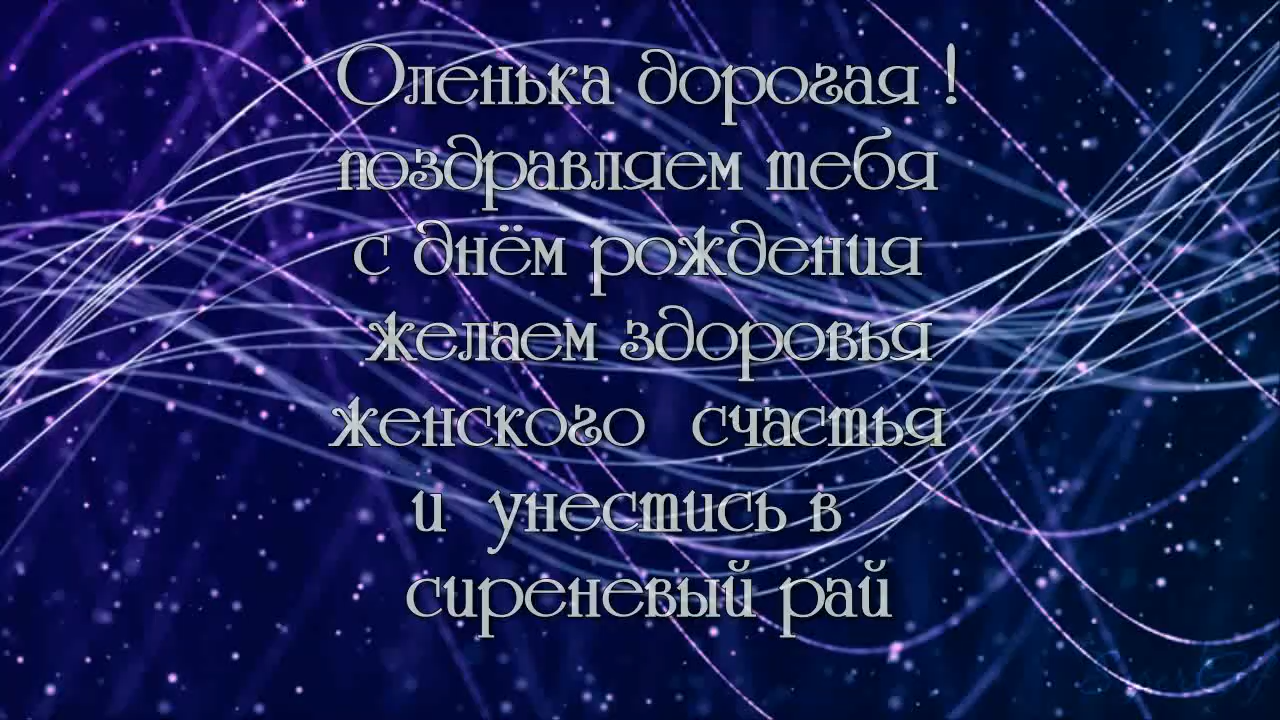 Оленька дорогая !
поздравляем тебя
с днём рождения
желаем здоровья
женского счастья
и унестись в
сиреневый рай